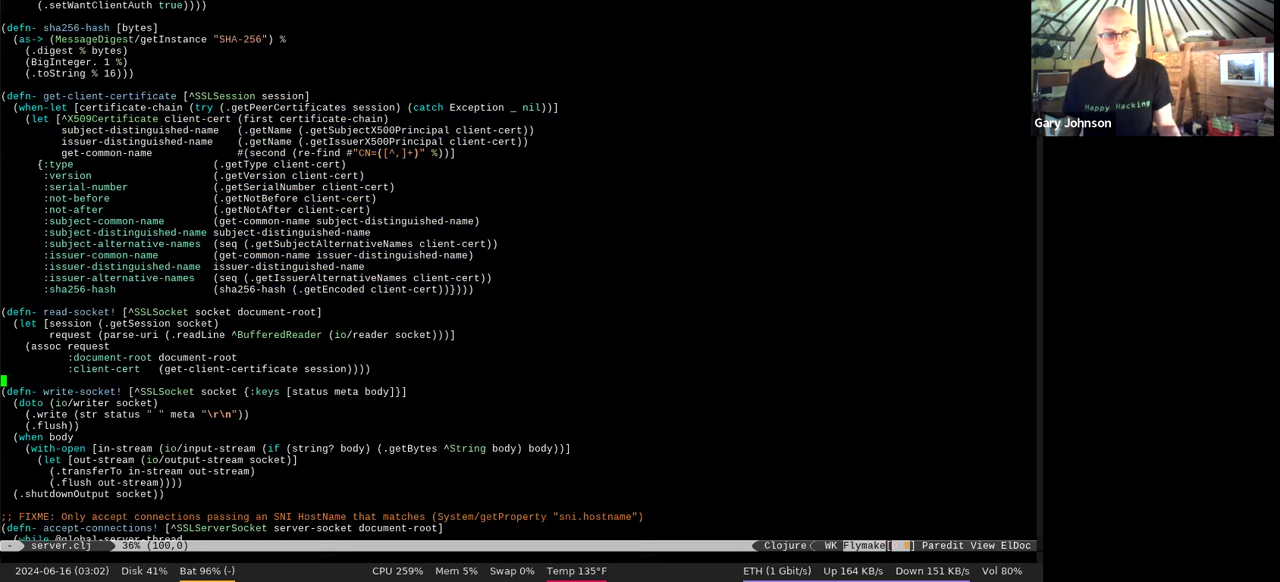 (.setWantClientAuth true))))
(defn- sha256-hash [bytes]
(as-> (MessageDigest/getInstance "SHA-256") %
(.digest % bytes)
(BigInteger. 1 %)
(.toString % 16)))
(defn- get-client-certificate [^SSLSession session]
(when-let [certificate-chain (try (.getPeerCertificates session) (catch Exception _ nil))]
(let [^X509Certificate client-cert (first certificate-chain)
subject-distinguished-name (.getName (.getSubjectX500Principal client-cert))
issuer-distinguished-name (.getName (.getIssuerX500Principal client-cert))
get-common-name #(second (re-find #"CN=([^,]+)" %))]
{:type (.getType client-cert)
:version (.getVersion client-cert)
:serial-number (.getSerialNumber client-cert)
:not-before (.getNotBefore client-cert)
:not-after (.getNotAfter client-cert)
:subject-common-name (get-common-name subject-distinguished-name)
:subject-distinguished-name subject-distinguished-name
:subject-alternative-names (seq (.getSubjectAlternativeNames client-cert))
:issuer-common-name (get-common-name issuer-distinguished-name)
:issuer-distinguished-name issuer-distinguished-name
:issuer-alternative-names (seq (.getIssuerAlternativeNames client-cert))
:sha256-hash (sha256-hash (.getEncoded client-cert))})))
(defn- read-socket! [^SSLSocket socket document-root]
(let [session (.getSession socket)
request (parse-uri (.readLine ^BufferedReader (io/reader socket)))]
(assoc request
:document-root document-root
:client-cert (get-client-certificate session))))
(defn- write-socket! [^SSLSocket socket {:keys [status meta body]}]
(doto (io/writer socket)
(.write (str status " " meta "\r\n"))
(.flush))
(when body
(with-open [in-stream (io/input-stream (if (string? body) (.getBytes ^String body) body))]
(let [out-stream (io/output-stream socket)]
(.transferTo in-stream out-stream)
(.flush out-stream))))
(.shutdownOutput socket))
;; FIXME: Only accept connections passing an SNI HostName that matches (System/getProperty "sni.hostname")
(defn- accept-connections! [^SSLServerSocket server-socket document-root]
(while @global-server-thread
- server.clj 36% (100,0) Clojure WK Flymake[ 8 ] Paredit View ElDoc
2024-06-16 (03:02) Disk 41% Bat 96% (-) CPU 259% Mem 5% Swap 0% Temp 135°F ETH (1 Gbit/s) Up 164 KB/s Down 151 KB/s Vol 80%
Happy Hacking
Gary Johnson